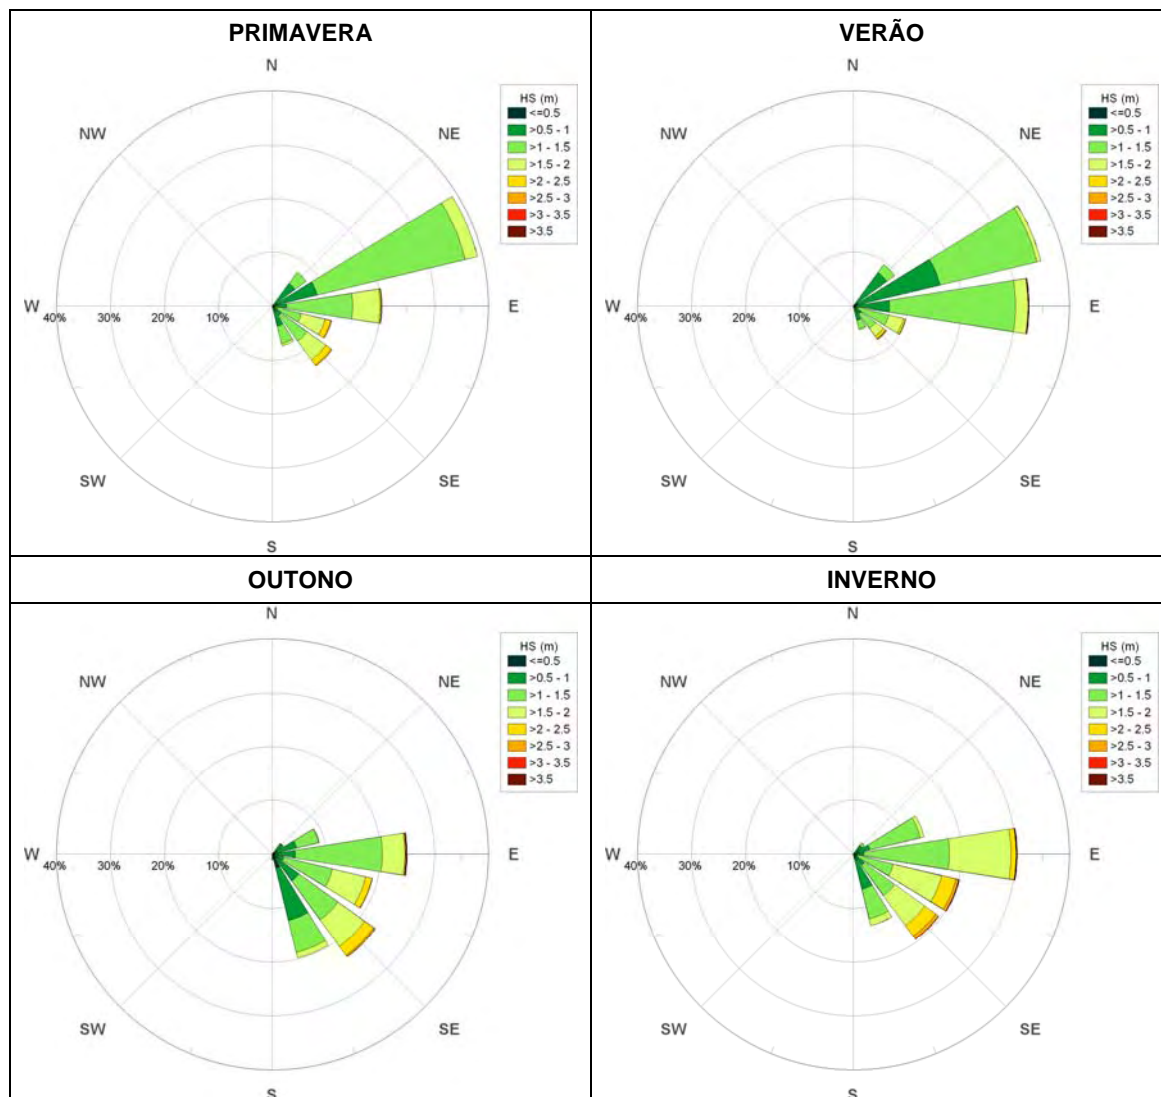 PRIMAVERA
N
NW
NE
W
E
40%
30%
20%
10%
SW
SE
S
HS (m)
<=0.5
>0.5 - 1
>1 - 1.5
>1.5 - 2
>2 - 2.5
>2.5 - 3
>3 - 3.5
>3.5
VERÃO
N
NW
NE
W
E
40%
30%
20%
10%
SW
SE
S
HS (m)
<=0.5
>0.5 - 1
>1 - 1.5
>1.5 - 2
>2 - 2.5
>2.5 - 3
>3 - 3.5
>3.5
OUTONO
N
NW
NE
W
E
40%
30%
20%
10%
SW
SE
S
HS (m)
<=0.5
>0.5 - 1
>1 - 1.5
>1.5 - 2
>2 - 2.5
>2.5 - 3
>3 - 3.5
>3.5
INVERNO
N
NW
NE
W
E
40%
30%
20%
10%
SW
SE
S
HS (m)
<=0.5
>0.5 - 1
>1 - 1.5
>1.5 - 2
>2 - 2.5
>2.5 - 3
>3 - 3.5
>3.5